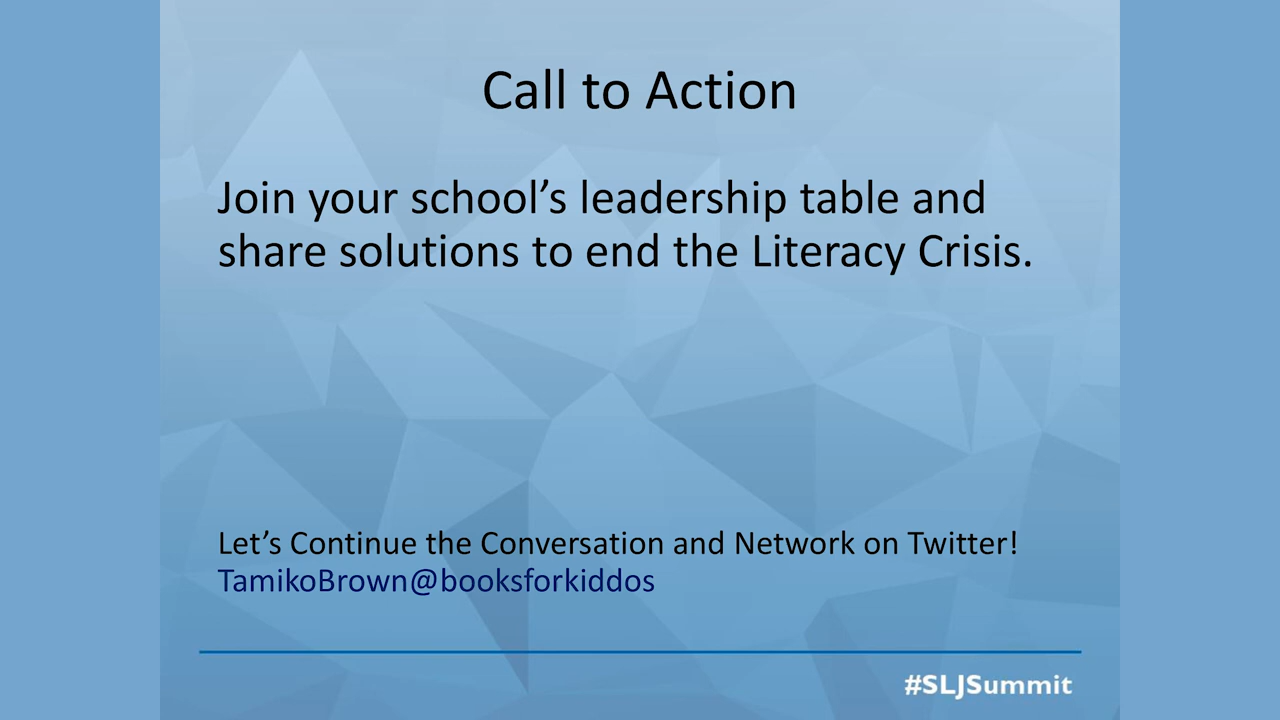 Call to Action
Join your school’s leadership table and
share solutions to end the Literacy Crisis.
Let’s Continue the Conversation and Network on Twitter!
TamikoBrown@booksforkiddos
#SLJSummit